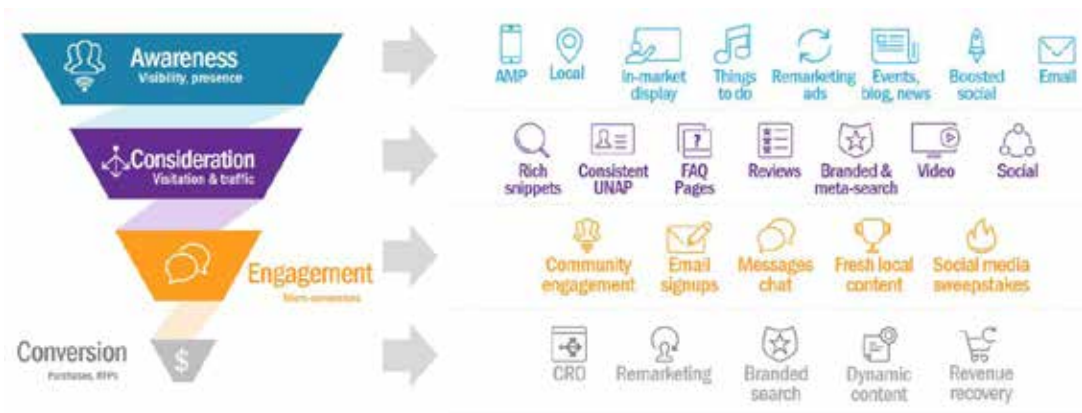 Awareness
Visibility, presence
AMP
Local
In-market
display
Things
to do
Remarketing
ads
Events,
blog, news
Boosted
social
Email
Consideration
Visitation & traffic
Rich
snippets
Consistent
UNAP
FAQ
Pages
Reviews
Branded &
meta-search
Video
Social
Engagement
Micro-conversions
Community
engagement
Email
signups
Messages
chat
Fresh local
content
Social media
sweepstakes
Conversion
Purchases, RFPs
$
CRO
Remarketing
Branded
search
Dynamic
content
Revenue
recovery